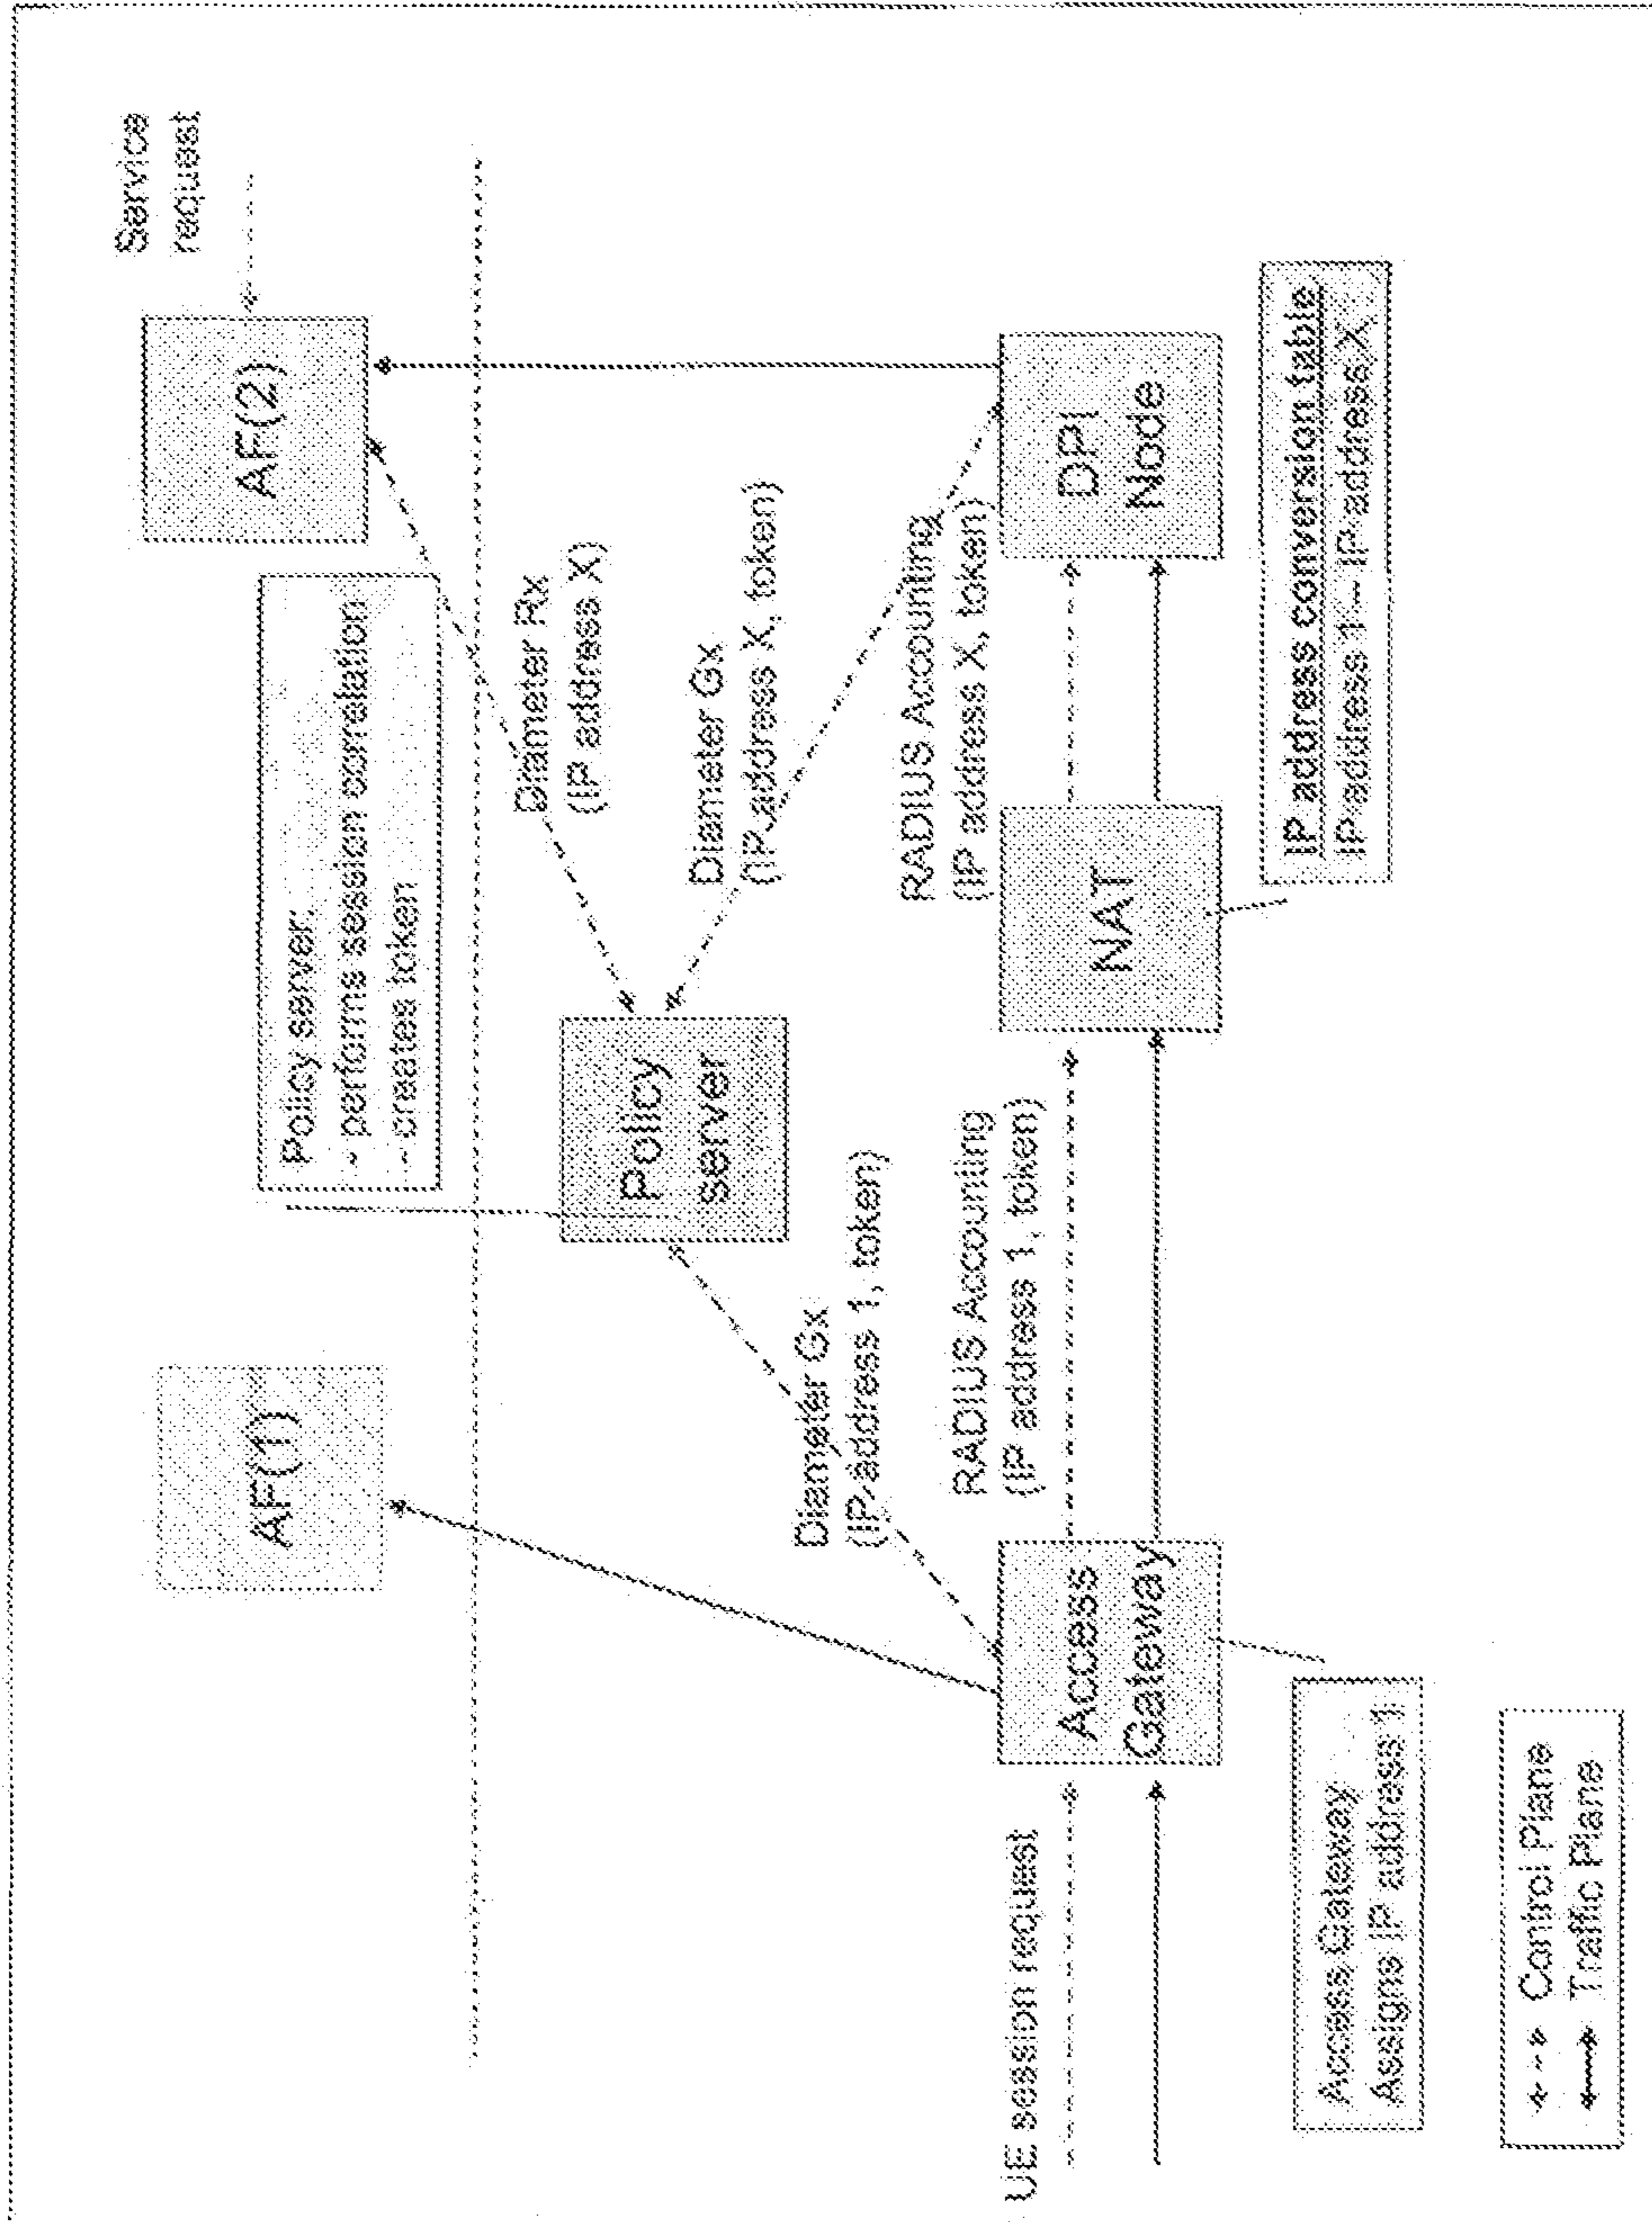 Service
request
AF(1)
AF(2)
Policy server:
- performs session correlation
- creates token
Policy
server
Diameter Rx
(IP address X)
Diameter Gx
(IP address X, token)
Diameter Gx
(IP address 1, token)
RADIUS Accounting
(IP address 1, token)
RADIUS Accounting
(IP address X, token)
UE session request
Access
Gateway
NAT
DPI
Node
Access Gateway
Assigns IP address 1
IP address conversion table
IP address 1 – IP address X
Control Plane
Traffic Plane